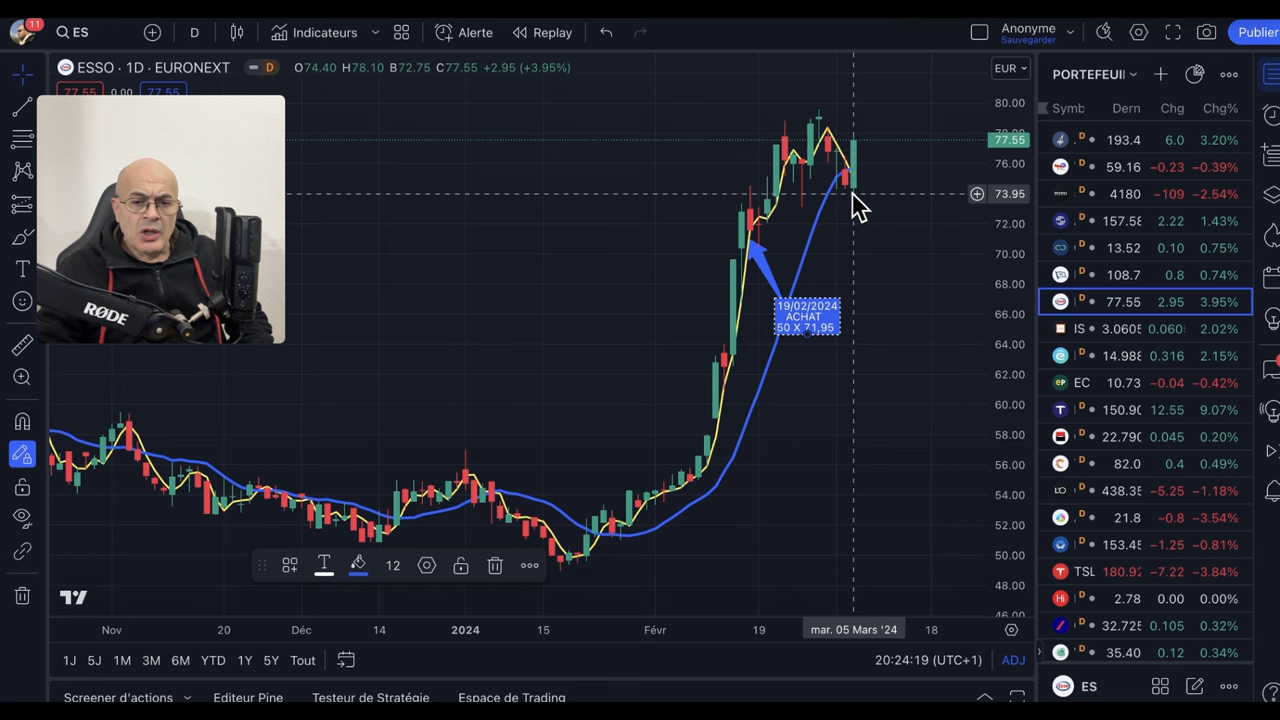 11
ES
D
Indicateurs
Alerte
Replay
Anonyme
Sauvegarder
Publier
ESSO · 1D · EURONEXT
D
O74.40 H78.10 B72.75 C77.55 +2.95 (+3.95%)
77.55
0.00
77.55
EUR
RØDE
19/02/2024
ACHAT
50 X 71,95
80.00
77.55
76.00
73.95
72.00
70.00
68.00
66.00
64.00
62.00
60.00
58.00
56.00
54.00
52.00
50.00
48.00
46.00
T
12
Nov
20
Déc
14
2024
15
Févr
19
mar. 05 Mars '24
18
1J 5J 1M 3M 6M YTD 1Y 5Y Tout
20:24:19 (UTC+1)
ADJ
Screener d'actions
Editeur Pine
Testeur de Stratégie
Espace de Trading
PORTEFEUI
Symb Dern Chg Chg%
193.4 6.0 3.20%
59.16 −0.23 −0.39%
4180 −109 −2.54%
157.58 2.22 1.43%
13.52 0.10 0.75%
108.7 0.8 0.74%
77.55 2.95 3.95%
IS 3.0605 0.060 2.02%
14.988 0.316 2.15%
EC 10.73 −0.04 −0.42%
150.90 12.55 9.07%
22.790 0.045 0.20%
82.0 0.4 0.49%
438.35 −5.25 −1.18%
21.8 −0.8 −3.54%
153.45 −1.25 −0.81%
TSL 180.92 −7.22 −3.84%
2.78 0.00 0.00%
32.725 0.105 0.32%
35.40 0.12 0.34%
ES